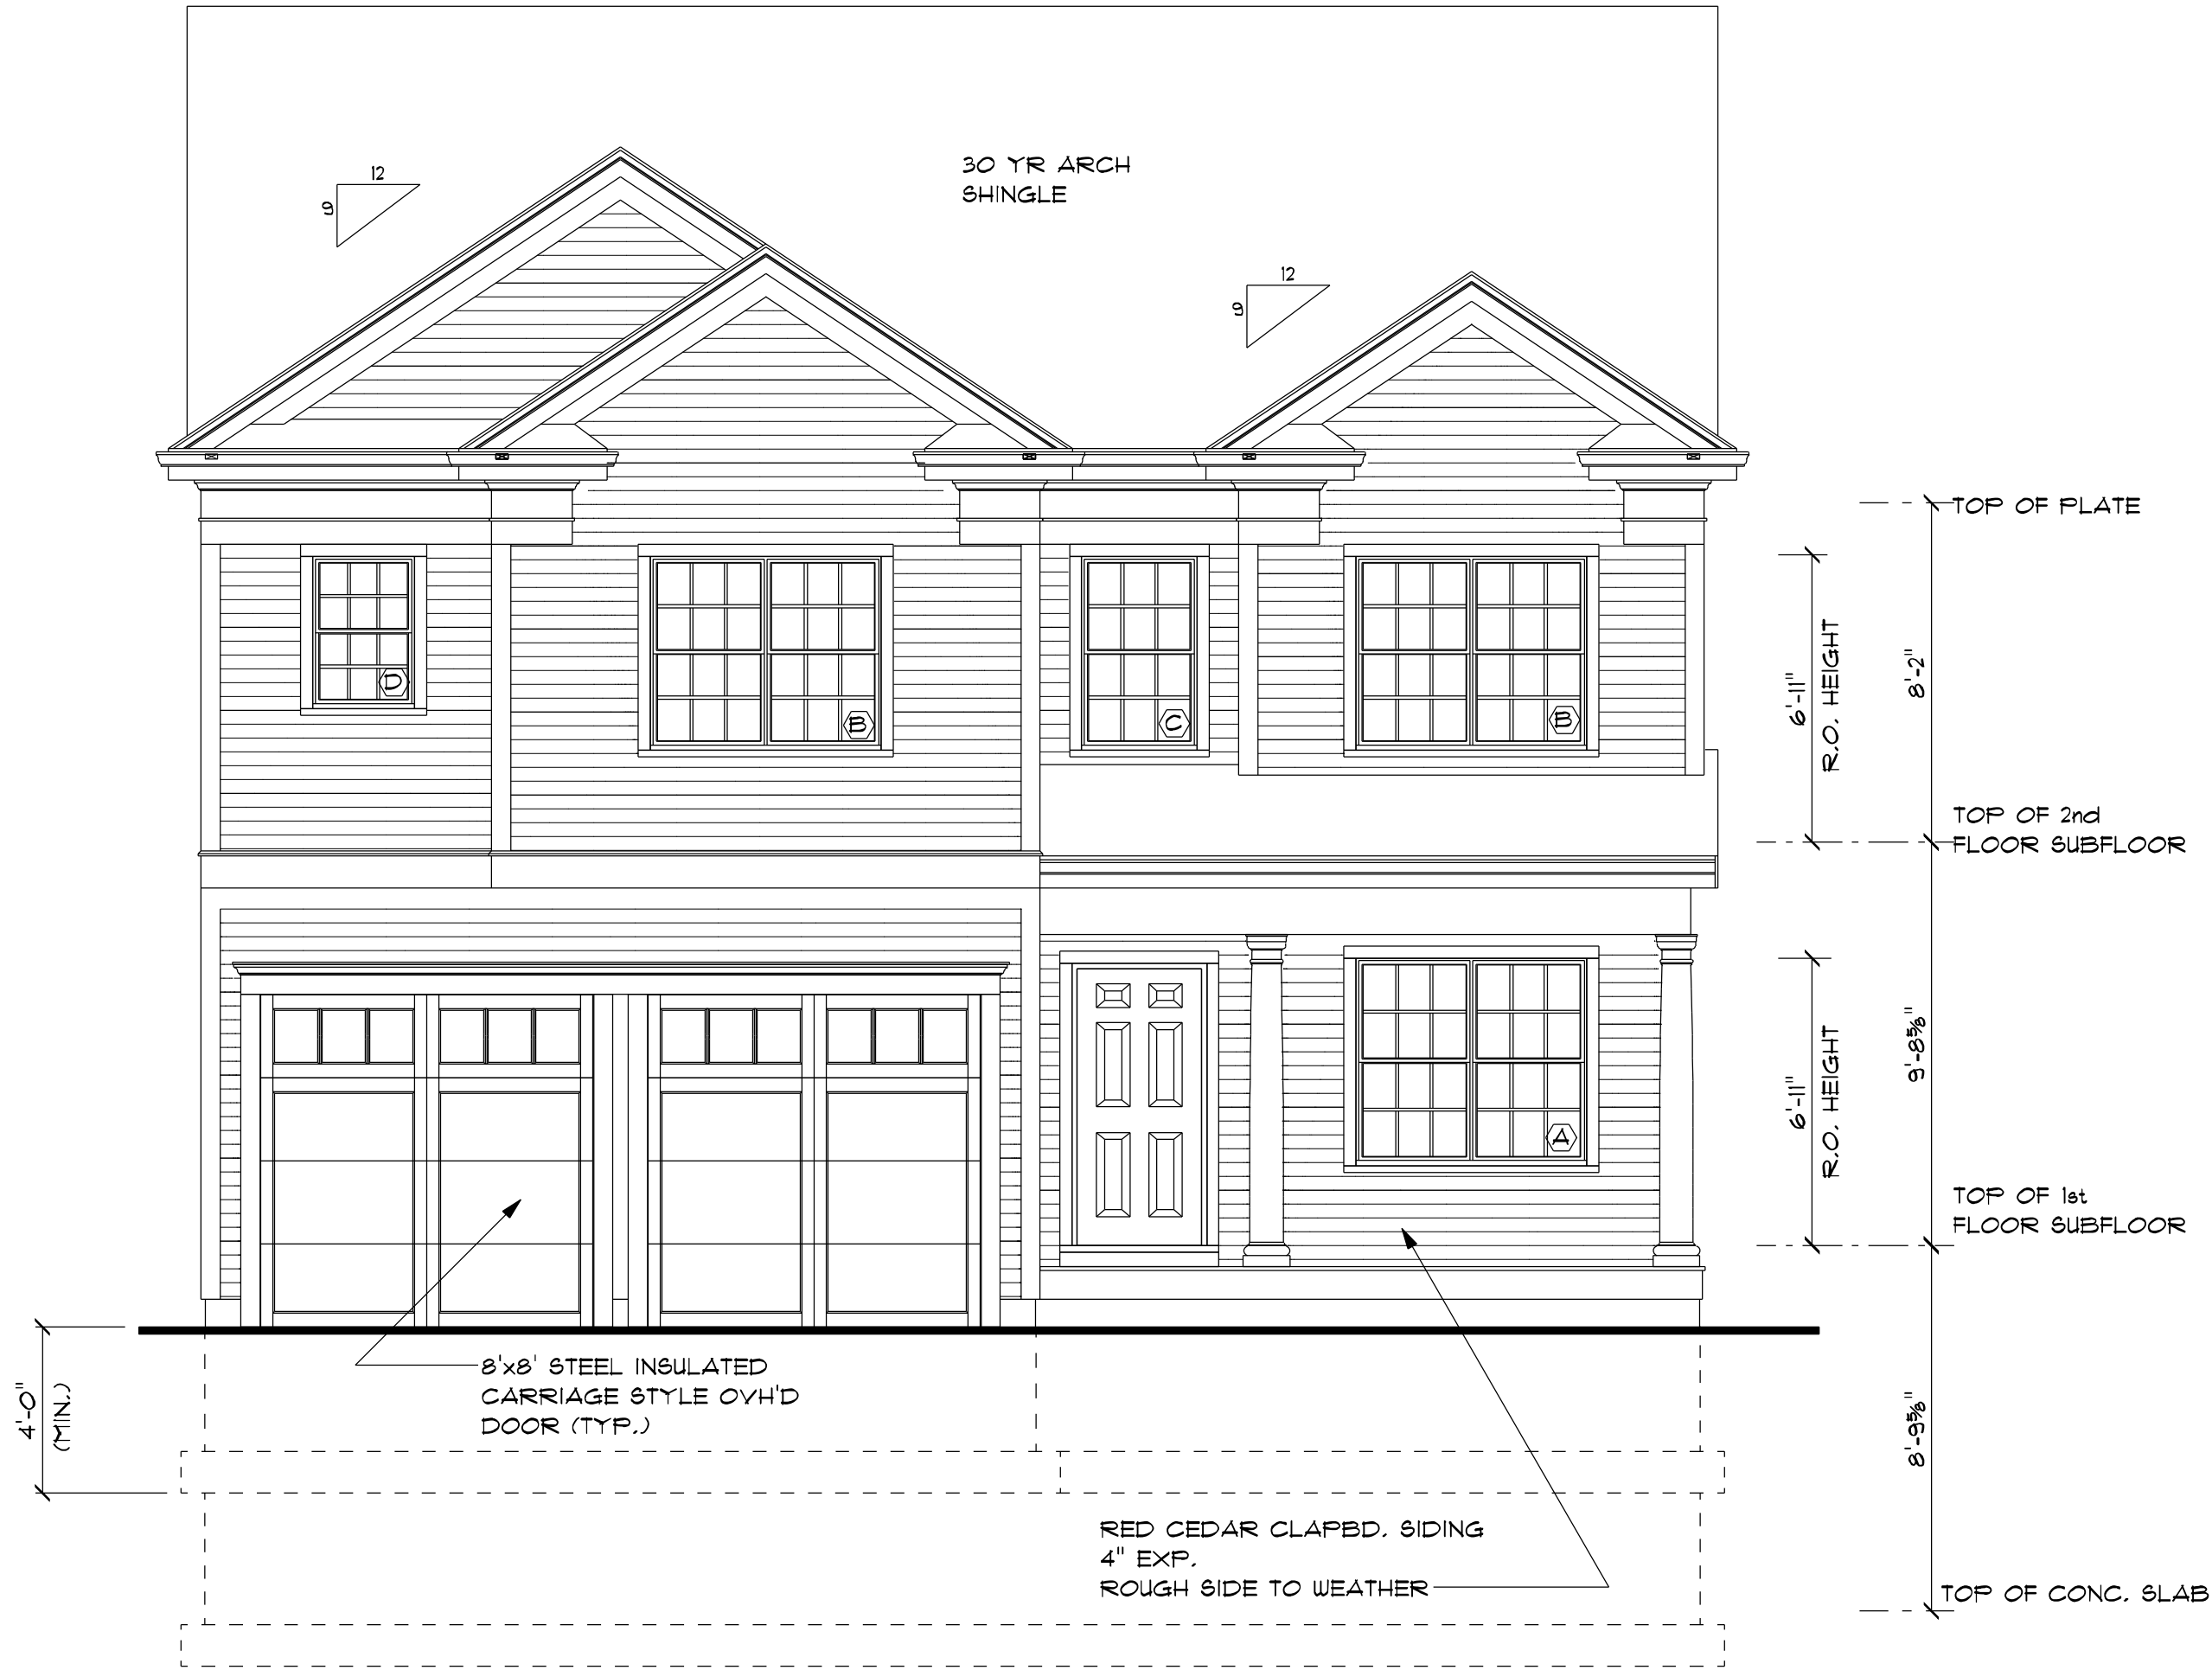 30 YR ARCH
SHINGLE
12
9
12
9
TOP OF PLATE
D
B
C
B
6'-11"
R.O. HEIGHT
8'-2"
TOP OF 2nd
FLOOR SUBFLOOR
6'-11"
R.O. HEIGHT
9'-8⅝"
A
TOP OF 1st
FLOOR SUBFLOOR
4'-0"
(MIN.)
8'x8' STEEL INSULATED
CARRIAGE STYLE OVH'D
DOOR (TYP.)
8'-9⅝"
RED CEDAR CLAPBD. SIDING
4" EXP.
ROUGH SIDE TO WEATHER
TOP OF CONC. SLAB